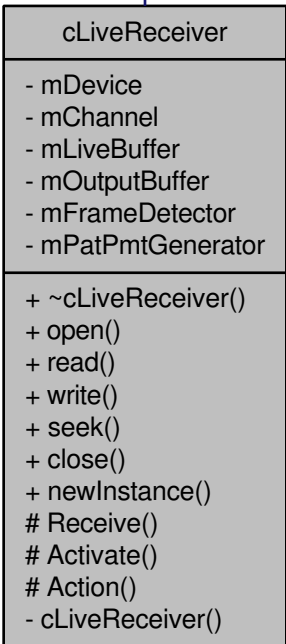 cLiveReceiver
- mDevice
- mChannel
- mLiveBuffer
- mOutputBuffer
- mFrameDetector
- mPatPmtGenerator
+ ~cLiveReceiver()
+ open()
+ read()
+ write()
+ seek()
+ close()
+ newInstance()
# Receive()
# Activate()
# Action()
- cLiveReceiver()